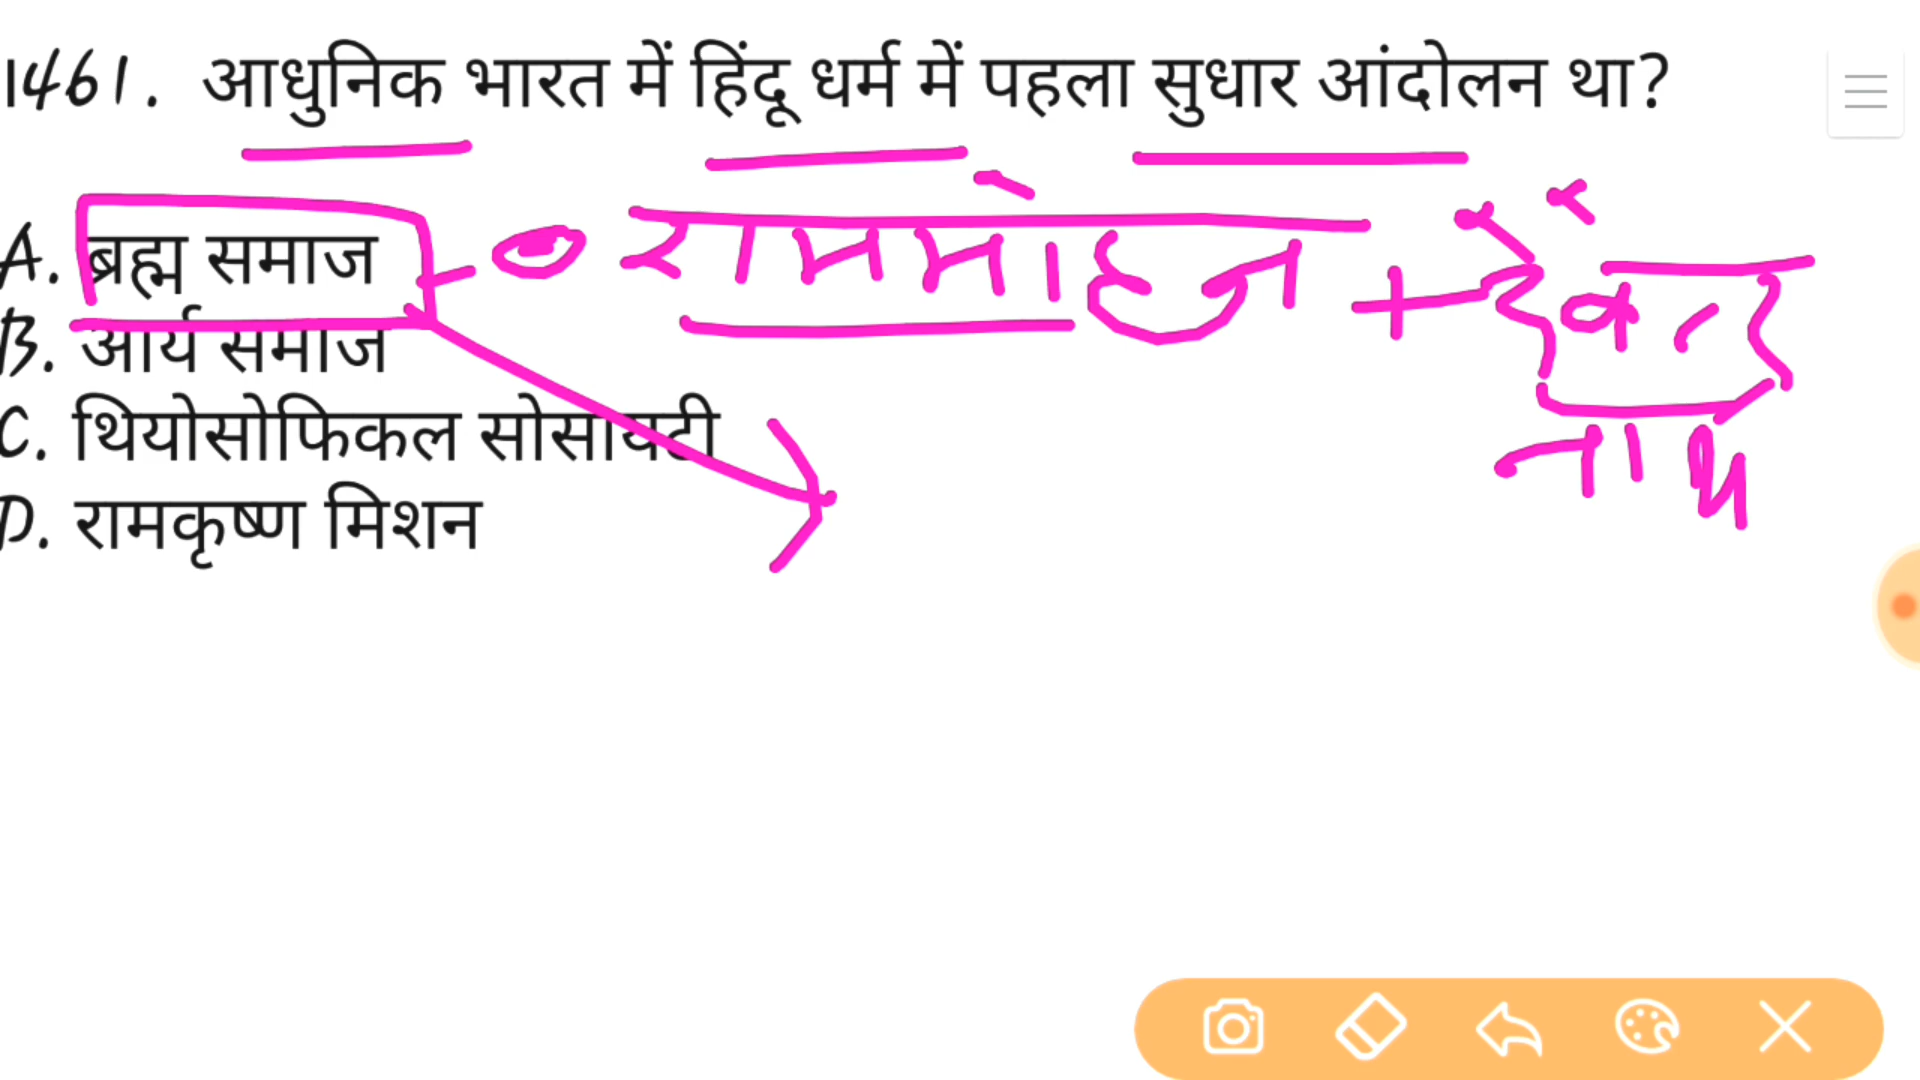 1461. आधुनिक भारत में हिंदू धर्म में पहला सुधार आंदोलन था?
A. ब्रह्म समाज
राममोहन +
B. आर्य समाज
C. थियोसोफिकल सोसायटी
D. रामकृष्ण मिशन